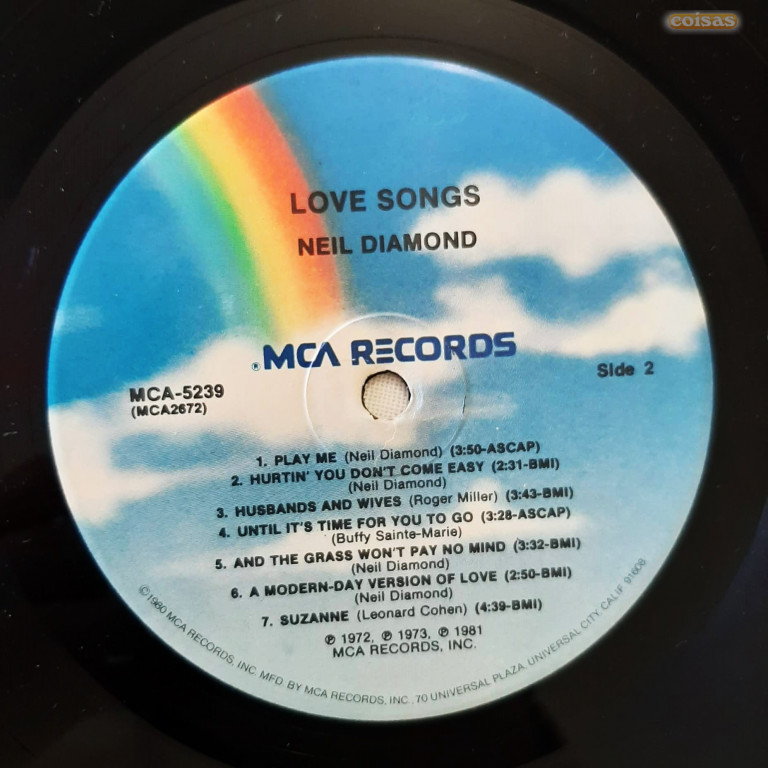 coisas
LOVE SONGS
NEIL DIAMOND
® MCA RECORDS
MCA-5239
(MCA2672)
Side 2
1. PLAY ME (Neil Diamond) (3:50-ASCAP)
2. HURTIN' YOU DON'T COME EASY (2:31-BMI)
(Neil Diamond)
3. HUSBANDS AND WIVES (Roger Miller) (3:43-BMI)
4. UNTIL IT'S TIME FOR YOU TO GO (3:28-ASCAP)
(Buffy Sainte-Marie)
5. AND THE GRASS WON'T PAY NO MIND (3:32-BMI)
(Neil Diamond)
6. A MODERN-DAY VERSION OF LOVE (2:50-BMI)
(Neil Diamond)
7. SUZANNE (Leonard Cohen) (4:39-BMI)
℗ 1972, ℗ 1973, ℗ 1981
MCA RECORDS, INC.
©1980 MCA RECORDS, INC. MFD. BY MCA RECORDS, INC., 70 UNIVERSAL PLAZA, UNIVERSAL CITY, CALIF. 91608